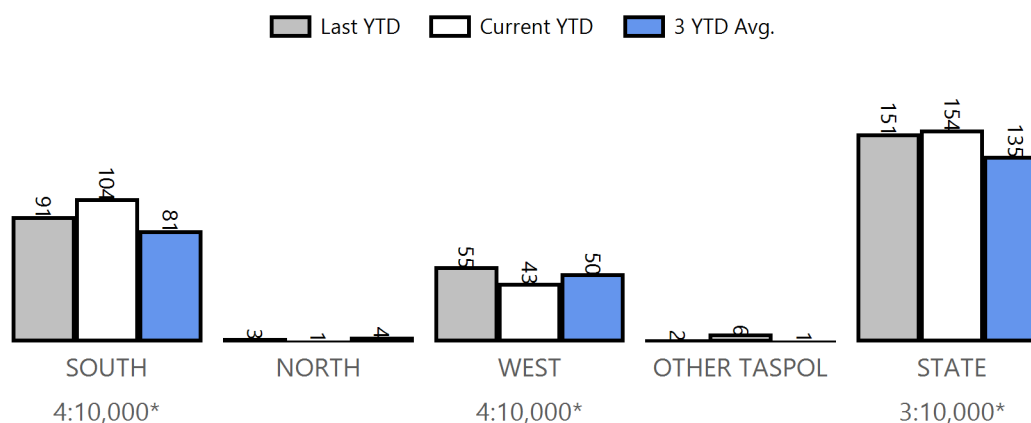 Last YTD Current YTD 3 YTD Avg.
91 104 81
3 1 4
55 43 50
2 6 1
151 154 135
SOUTH NORTH WEST OTHER TASPOL STATE
4:10,000* 4:10,000* 3:10,000*